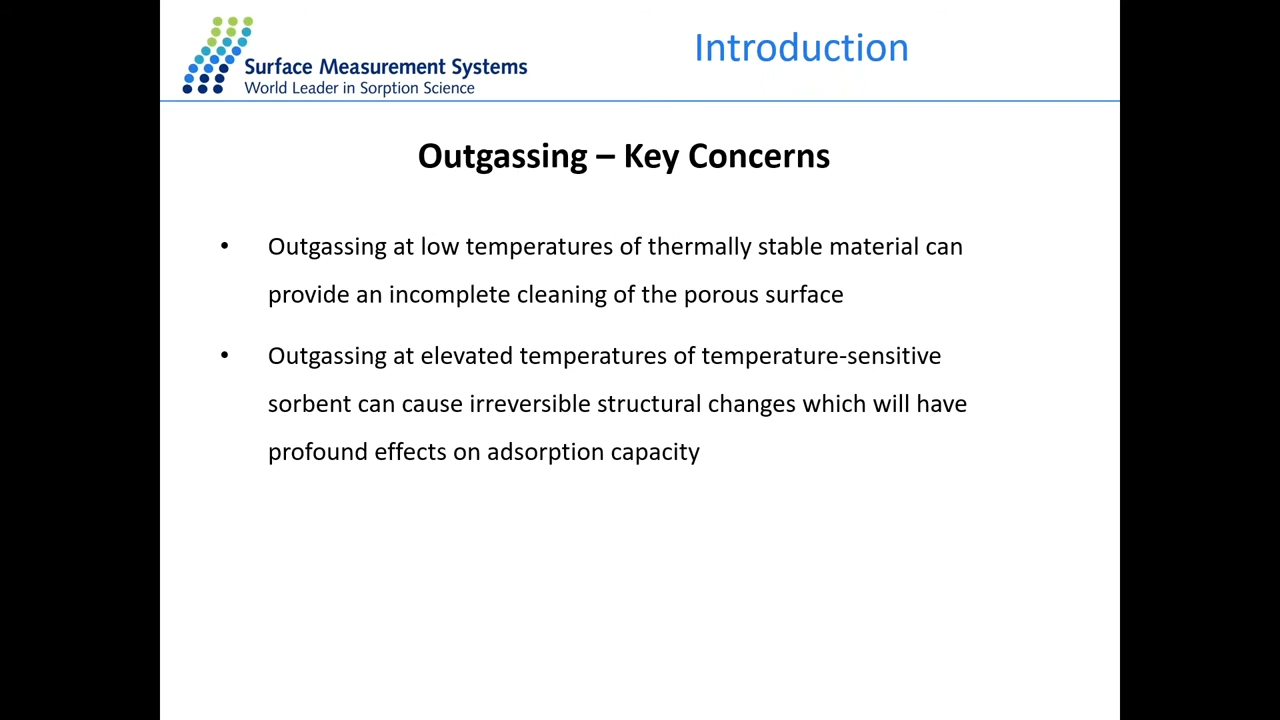 Surface Measurement Systems
World Leader in Sorption Science
Introduction
Outgassing – Key Concerns
• Outgassing at low temperatures of thermally stable material can
provide an incomplete cleaning of the porous surface
• Outgassing at elevated temperatures of temperature-sensitive
sorbent can cause irreversible structural changes which will have
profound effects on adsorption capacity